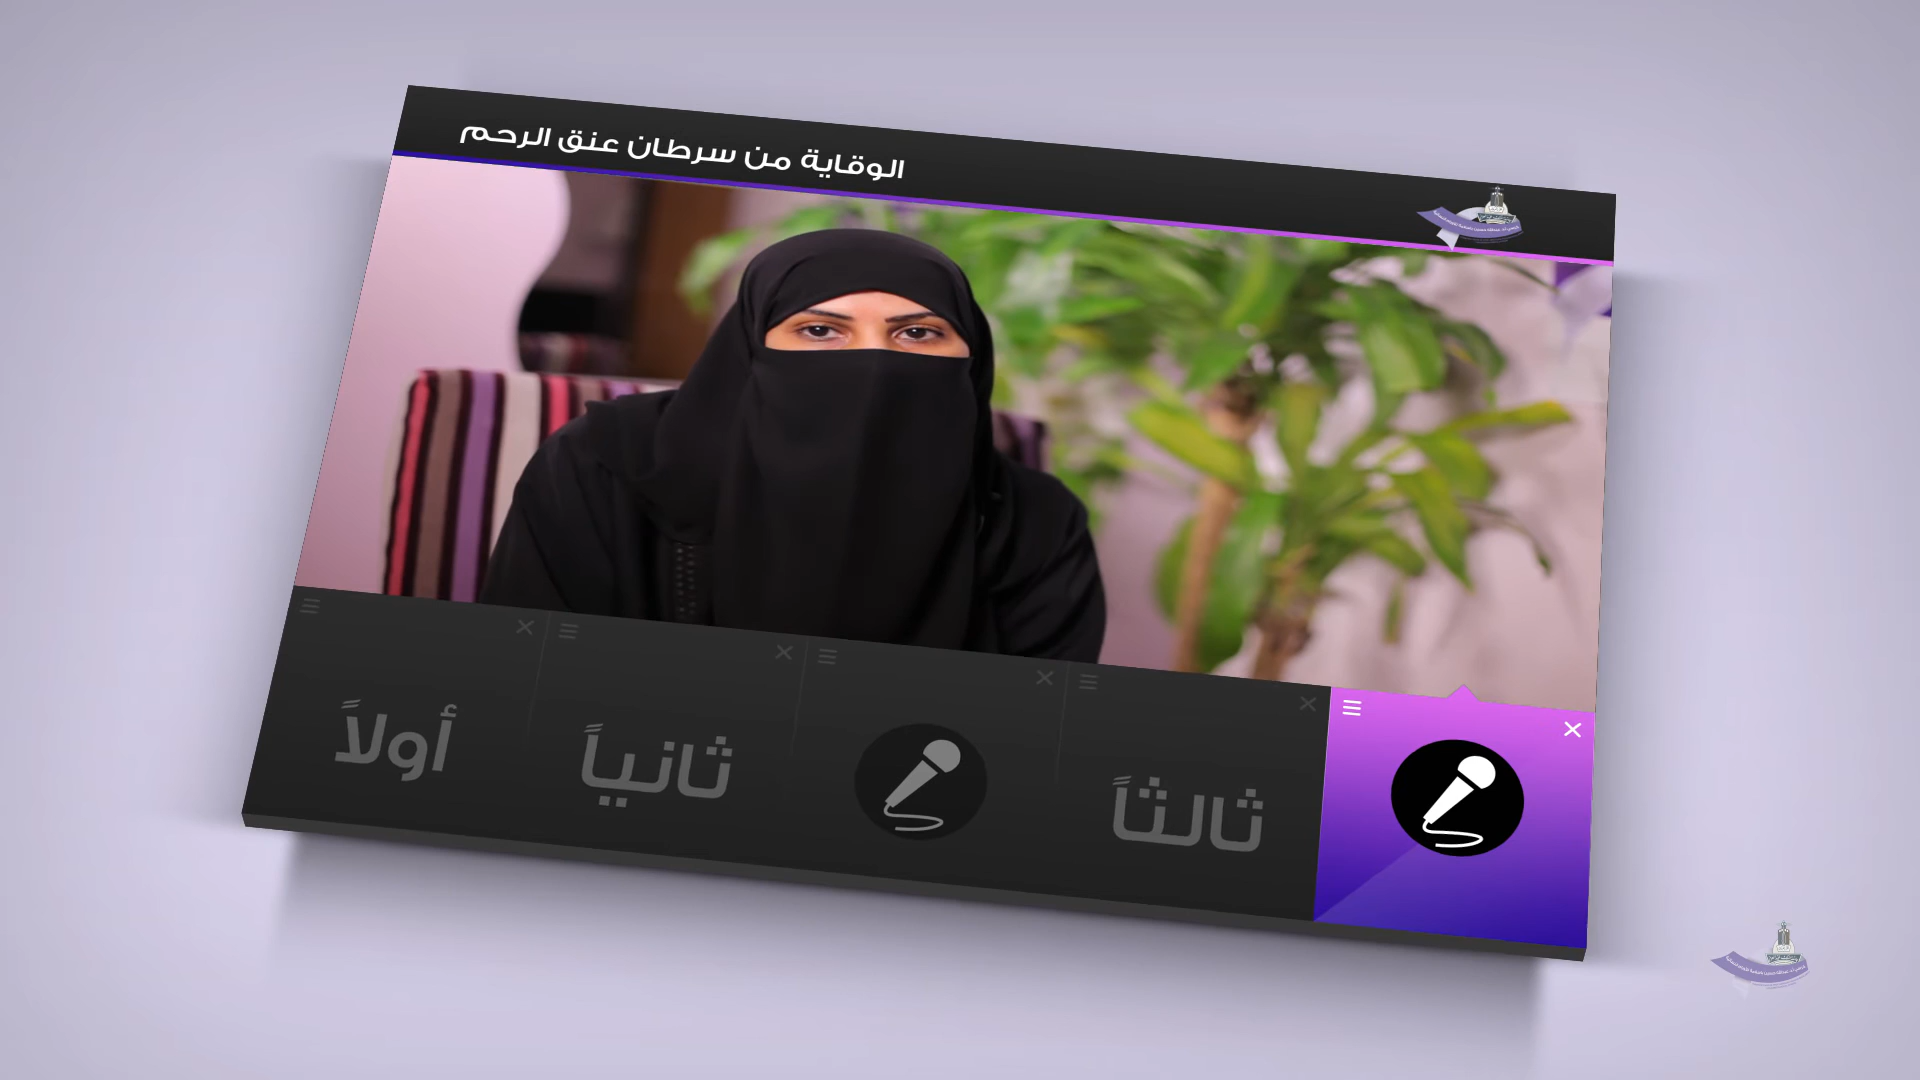 الوقاية من سرطان عنق الرحم
أولاً
ثانياً
ثالثاً